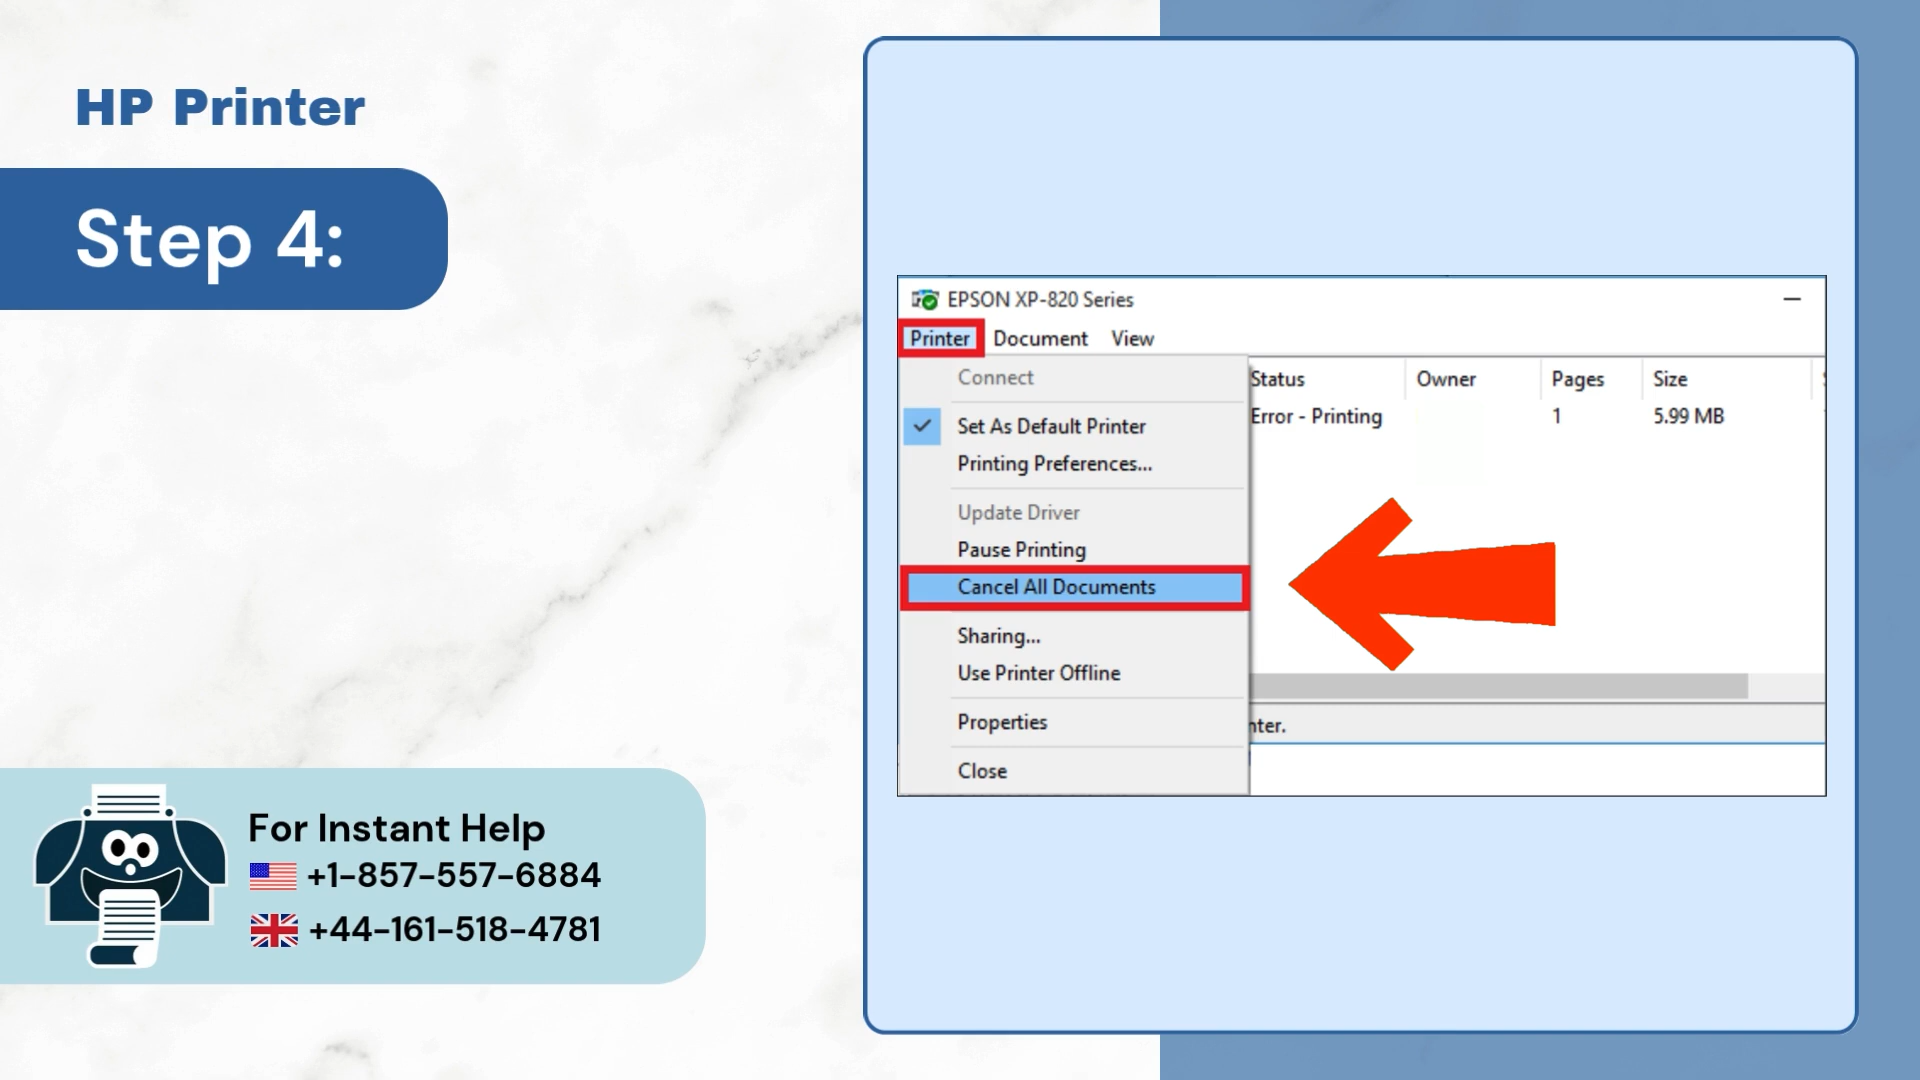 HP Printer
Step 4:
For Instant Help
+1-857-557-6884
+44-161-518-4781
EPSON XP-820 Series
Printer Document View
Connect
Set As Default Printer
Printing Preferences...
Update Driver
Pause Printing
Cancel All Documents
Sharing...
Use Printer Offline
Properties
Close
Status Owner Pages Size
Error - Printing 1 5.99 MB
nter.